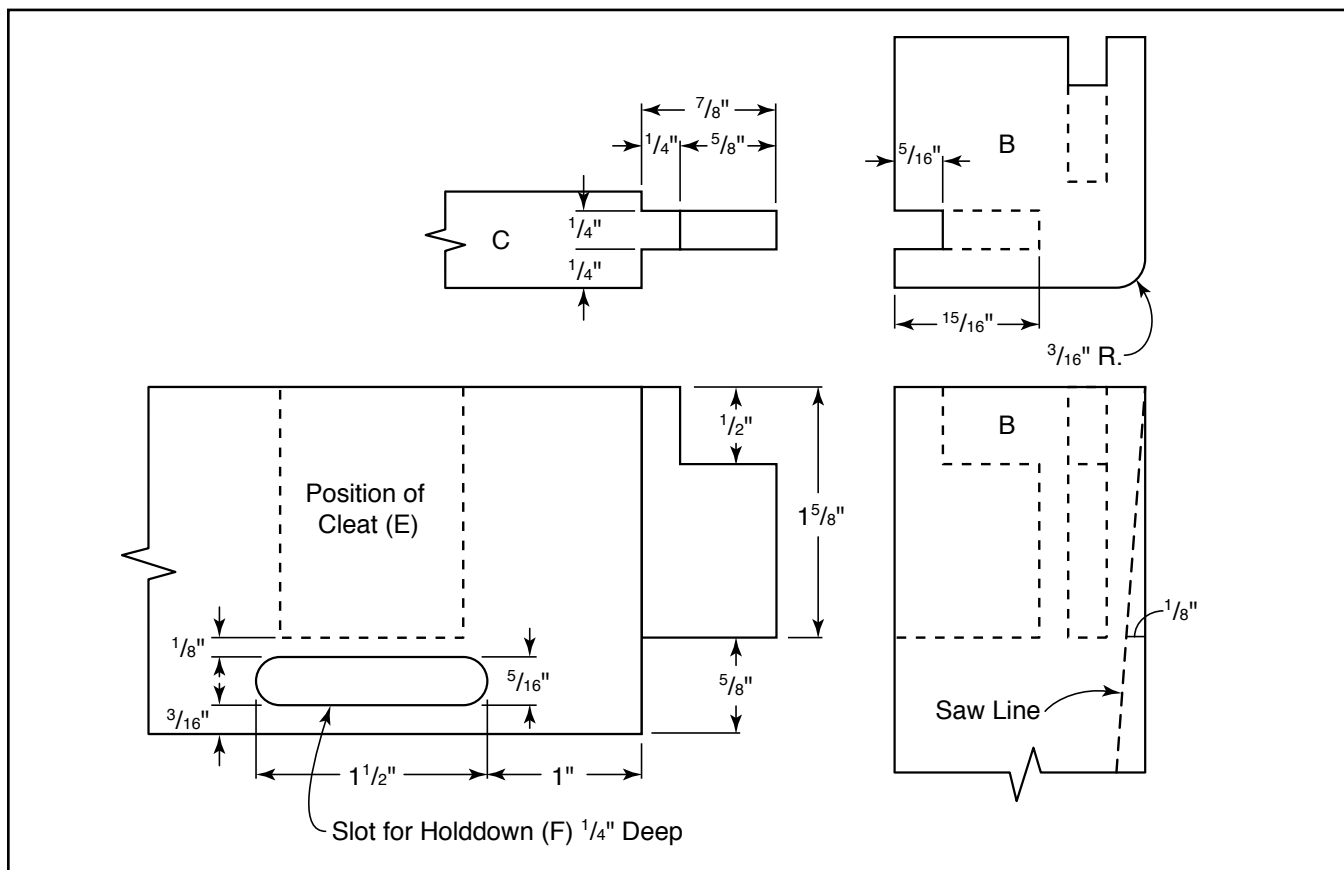 7/8"
1/4"
5/8"
5/16"
B
C
1/4"
1/4"
15/16"
3/16" R.
1/2"
B
Position of
Cleat (E)
1 5/8"
1/8"
1/8"
5/16"
5/8"
3/16"
Saw Line
1 1/2"
1"
Slot for Holddown (F) 1/4" Deep